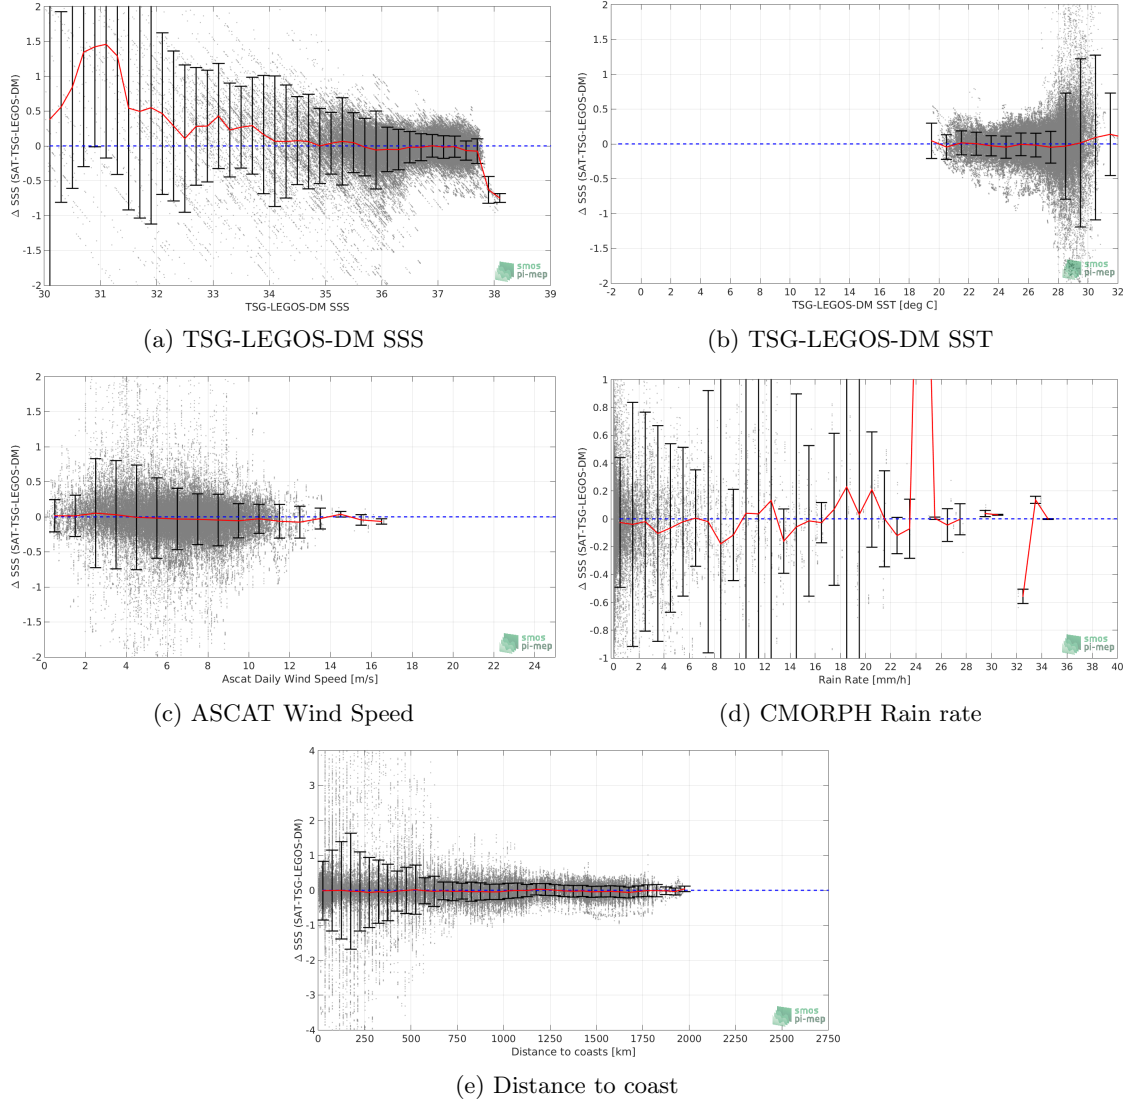 2
1.5
1
0.5
0
-0.5
-1
-1.5
-2
Δ SSS (SAT-TSG-LEGOS-DM)
30 31 32 33 34 35 36 37 38 39
TSG-LEGOS-DM SSS
smos
pi-mep
(a) TSG-LEGOS-DM SSS
2
1.5
1
0.5
0
-0.5
-1
-1.5
-2
Δ SSS (SAT-TSG-LEGOS-DM)
-2 0 2 4 6 8 10 12 14 16 18 20 22 24 26 28 30 32
TSG-LEGOS-DM SST [deg C]
smos
pi-mep
(b) TSG-LEGOS-DM SST
2
1.5
1
0.5
0
-0.5
-1
-1.5
-2
Δ SSS (SAT-TSG-LEGOS-DM)
0 2 4 6 8 10 12 14 16 18 20 22 24
Ascat Daily Wind Speed [m/s]
smos
pi-mep
(c) ASCAT Wind Speed
1
0.8
0.6
0.4
0.2
0
-0.2
-0.4
-0.6
-0.8
-1
Δ SSS (SAT-TSG-LEGOS-DM)
0 2 4 6 8 10 12 14 16 18 20 22 24 26 28 30 32 34 36 38 40
Rain Rate [mm/h]
smos
pi-mep
(d) CMORPH Rain rate
4
3
2
1
0
-1
-2
-3
-4
Δ SSS (SAT-TSG-LEGOS-DM)
0 250 500 750 1000 1250 1500 1750 2000 2250 2500 2750
Distance to coasts [km]
smos
pi-mep
(e) Distance to coast